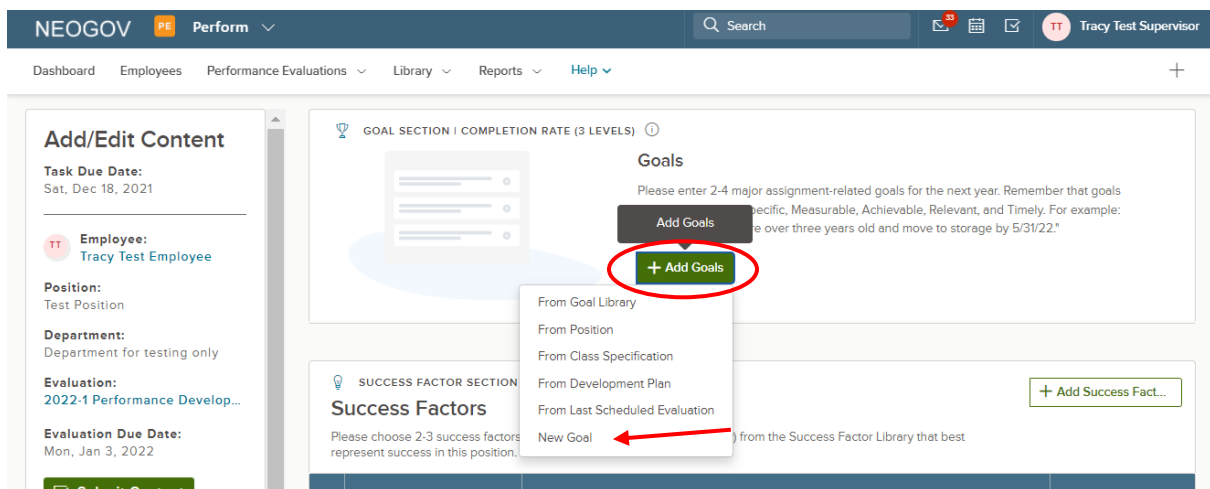 NEOGOV PE Perform
Search
33
TT Tracy Test Supervisor
Dashboard Employees Performance Evaluations Library Reports Help
Add/Edit Content
Task Due Date:
Sat, Dec 18, 2021
TT Employee:
Tracy Test Employee
Position:
Test Position
Department:
Department for testing only
Evaluation:
2022-1 Performance Develop...
Evaluation Due Date:
Mon, Jan 3, 2022
Submit Content
GOAL SECTION | COMPLETION RATE (3 LEVELS)
Goals
Please enter 2-4 major assignment-related goals for the next year. Remember that goals
ecific, Measurable, Achievable, Relevant, and Timely. For example:
e over three years old and move to storage by 5/31/22."
Add Goals
+ Add Goals
From Goal Library
From Position
From Class Specification
From Development Plan
From Last Scheduled Evaluation
New Goal
SUCCESS FACTOR SECTION
+ Add Success Fact...
Success Factors
Please choose 2-3 success factors ) from the Success Factor Library that best
represent success in this position.